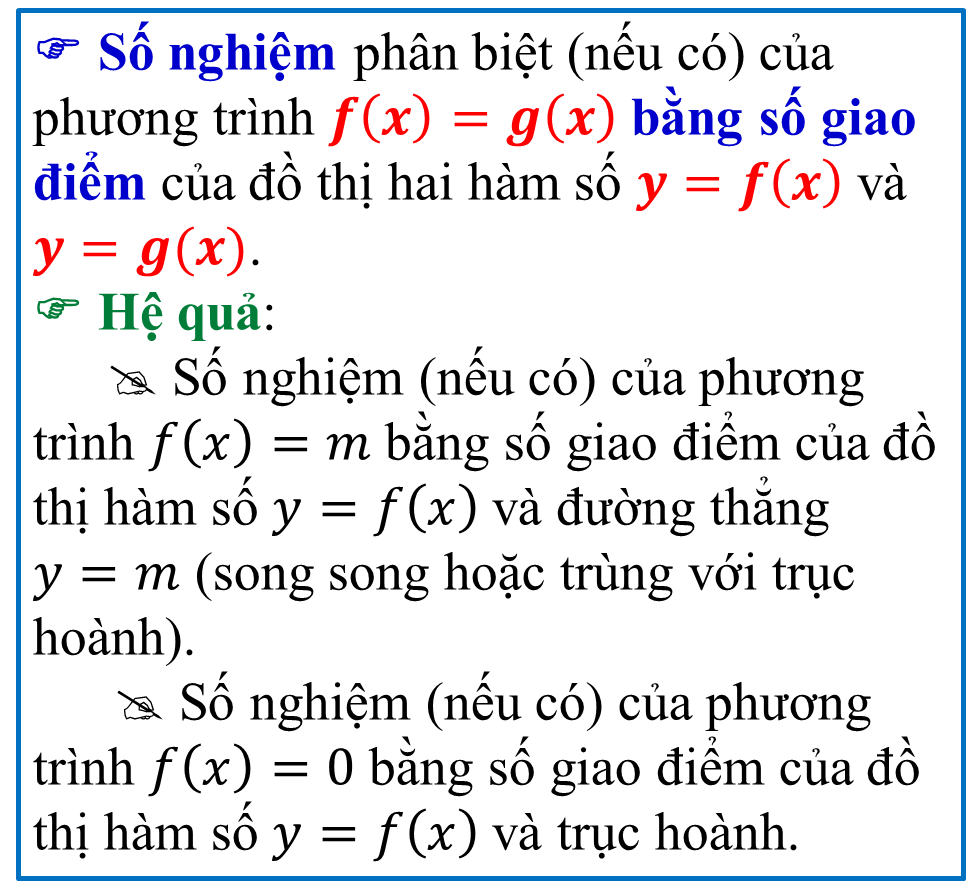 ☞ Số nghiệm phân biệt (nếu có) của
phương trình f(x) = g(x) bằng số giao
điểm của đồ thị hai hàm số y = f(x) và
y = g(x).
☞ Hệ quả:
✍ Số nghiệm (nếu có) của phương
trình f(x) = m bằng số giao điểm của đồ
thị hàm số y = f(x) và đường thẳng
y = m (song song hoặc trùng với trục
hoành).
✍ Số nghiệm (nếu có) của phương
trình f(x) = 0 bằng số giao điểm của đồ
thị hàm số y = f(x) và trục hoành.